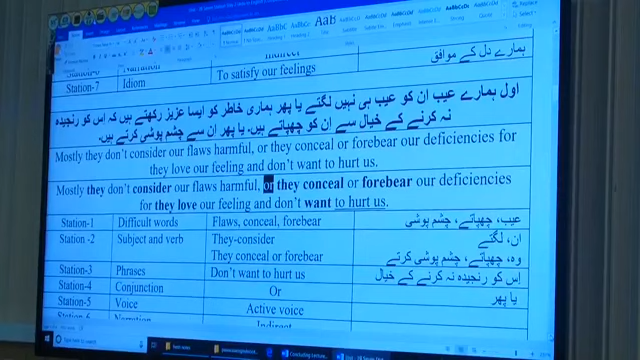 Indirect
ہمارے دل کے موافق
Station-7 Idiom To satisfy our feelings
اول ہمارے عیب ان کو عیب ہی نہیں لگتے یا پھر ہماری خاطر کو ایسا عزیز رکھتے ہیں کہ اس کو رنجیدہ
نہ کرنے کے خیال سے ان کو چھپاتے ہیں۔ یا پھر ان سے چشم پوشی کرتے ہیں۔
Mostly they don't consider our flaws harmful, or they conceal or forebear our deficiencies for
they love our feeling and don't want to hurt us.
Mostly they don't consider our flaws harmful, or they conceal or forebear our deficiencies
for they love our feeling and don't want to hurt us.
Station-1 Difficult words Flaws, conceal, forebear عیب، چھپاتے، چشم پوشی
Station -2 Subject and verb They-consider ان، لگتے
They conceal or forebear وہ، چھپاتے، چشم پوشی کرتے
Station-3 Phrases Don't want to hurt us اِس کو رنجیدہ نہ کرنے کے خیال
Station-4 Conjunction Or یا پھر
Station-5 Voice Active voice
Station-6 Narration Indirect